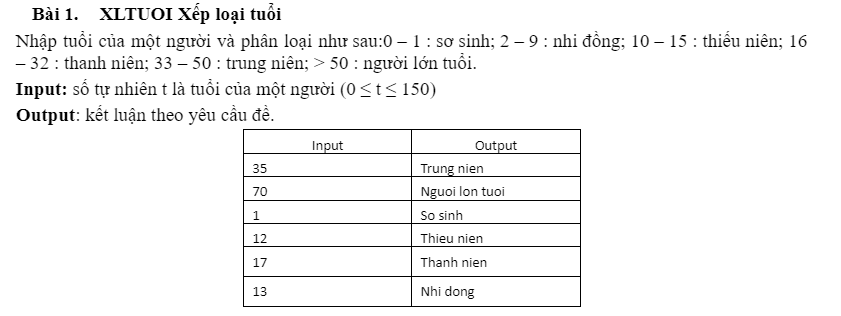 Bài 1. XLTUOI Xếp loại tuổi
Nhập tuổi của một người và phân loại như sau:0 – 1 : sơ sinh; 2 – 9 : nhi đồng; 10 – 15 : thiếu niên; 16
– 32 : thanh niên; 33 – 50 : trung niên; > 50 : người lớn tuổi.
Input: số tự nhiên t là tuổi của một người (0 ≤ t ≤ 150)
Output: kết luận theo yêu cầu đề.
Input Output
35 Trung nien
70 Nguoi lon tuoi
1 So sinh
12 Thieu nien
17 Thanh nien
13 Nhi dong